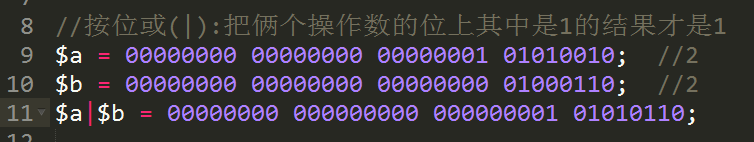 8 //按位或(|):把俩个操作数的位上其中是1的结果才是1
9 $a = 00000000 00000000 00000001 01010010; //2
10 $b = 00000000 00000000 00000000 01000110; //2
11 $a|$b = 00000000 000000000 000000001 01010110;